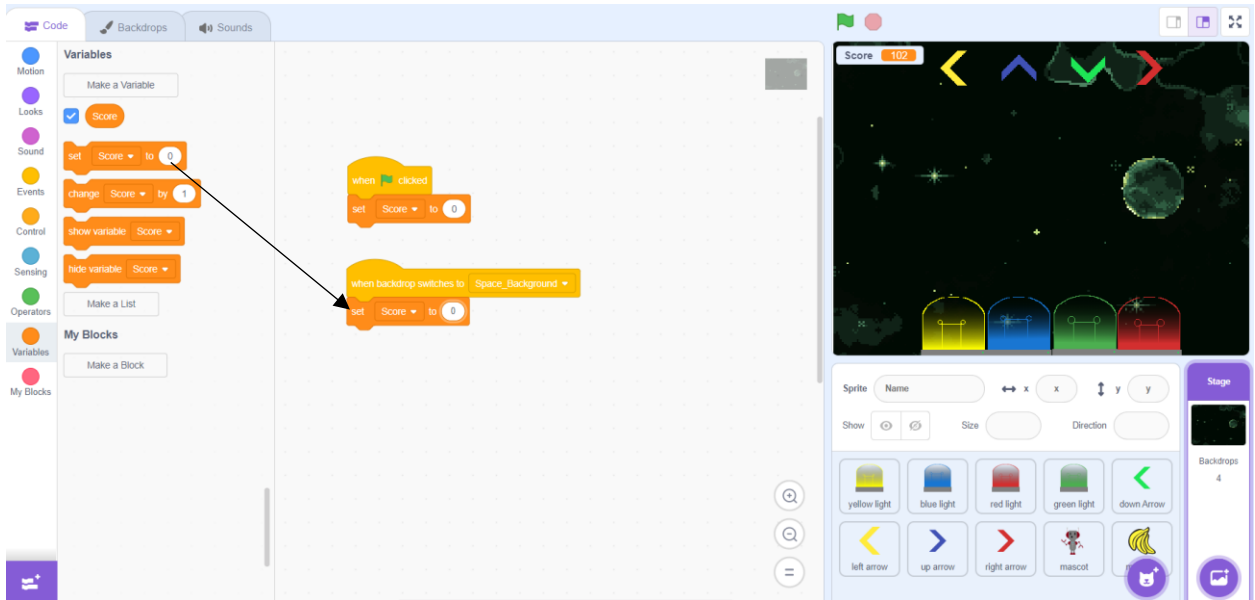 Code
Backdrops
Sounds
Motion
Looks
Sound
Events
Control
Sensing
Operators
Variables
My Blocks
Variables
Make a Variable
Score
set Score to 0
change Score by 1
show variable Score
hide variable Score
Make a List
My Blocks
Make a Block
when clicked
set Score to 0
when backdrop switches to Space_Background
set Score to 0
Score 102
Sprite Name x x y y
Show Size Direction
yellow light
blue light
red light
green light
down Arrow
left arrow
up arrow
right arrow
mascot
Stage
Backdrops
4